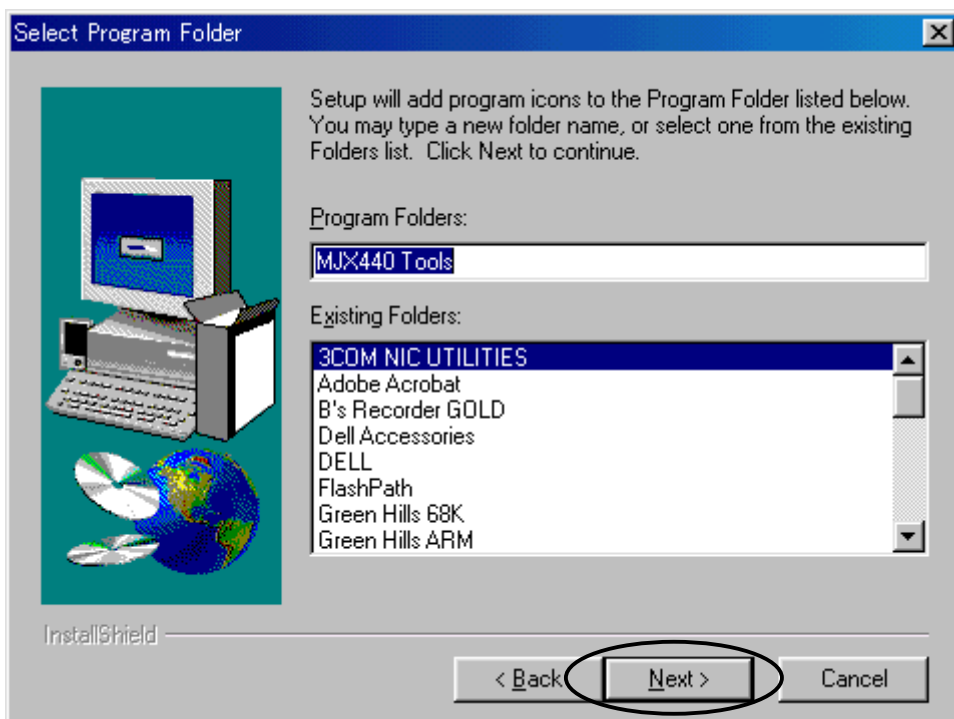 Select Program Folder
Setup will add program icons to the Program Folder listed below.
You may type a new folder name, or select one from the existing
Folders list.  Click Next to continue.
Program Folders:
MJX440 Tools
Existing Folders:
3COM NIC UTILITIES
Adobe Acrobat
B's Recorder GOLD
Dell Accessories
DELL
FlashPath
Green Hills 68K
Green Hills ARM
InstallShield
< Back
Next >
Cancel